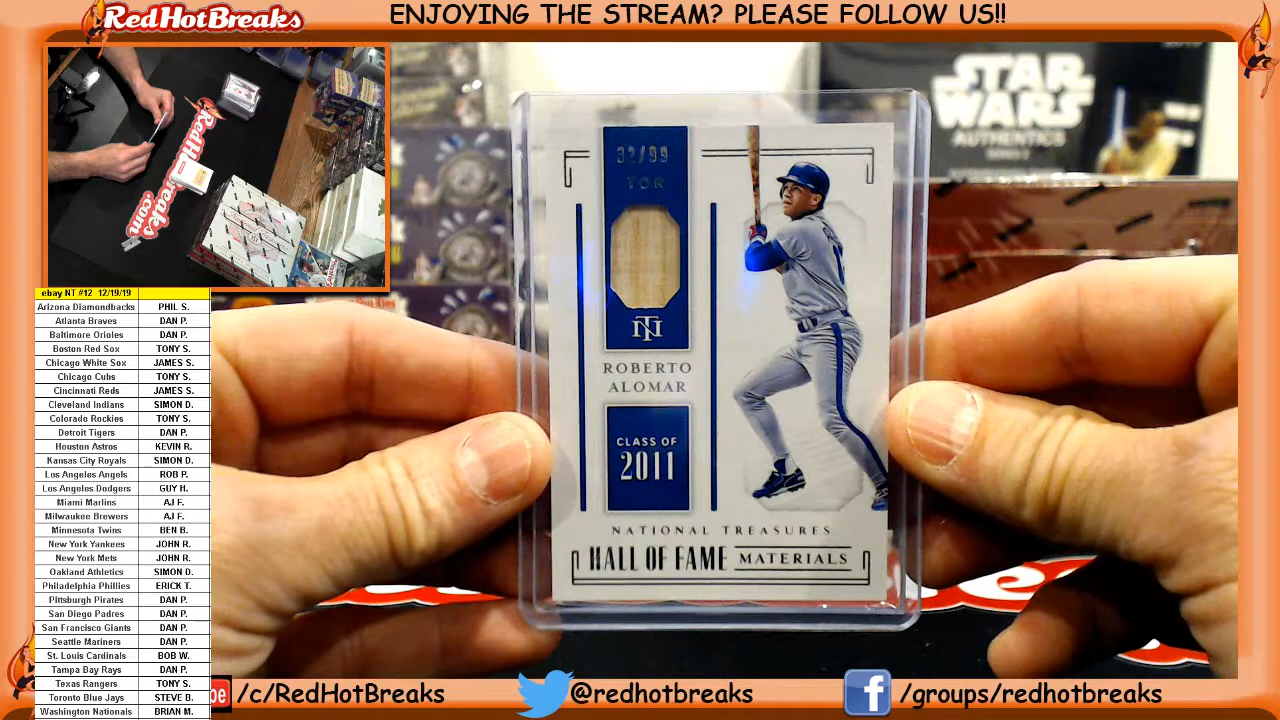 RedHotBreaks
ENJOYING THE STREAM? PLEASE FOLLOW US!!
RedHotBreaks.com
STAR
WARS
AUTHENTICS
SERIES 2
32/99
TOR
NT
ROBERTO
ALOMAR
CLASS OF
2011
NATIONAL TREASURES
HALL OF FAME MATERIALS
ebay NT #12 12/19/19
Arizona Diamondbacks PHIL S.
Atlanta Braves DAN P.
Baltimore Orioles DAN P.
Boston Red Sox TONY S.
Chicago White Sox JAMES S.
Chicago Cubs TONY S.
Cincinnati Reds JAMES S.
Cleveland Indians SIMON D.
Colorado Rockies TONY S.
Detroit Tigers DAN P.
Houston Astros KEVIN R.
Kansas City Royals SIMON D.
Los Angeles Angels ROB P.
Los Angeles Dodgers GUY H.
Miami Marlins AJ F.
Milwaukee Brewers AJ F.
Minnesota Twins BEN B.
New York Yankees JOHN R.
New York Mets JOHN R.
Oakland Athletics SIMON D.
Philadelphia Phillies ERICK T.
Pittsburgh Pirates DAN P.
San Diego Padres DAN P.
San Francisco Giants DAN P.
Seattle Mariners DAN P.
St. Louis Cardinals BOB W.
Tampa Bay Rays DAN P.
Texas Rangers TONY S.
Toronto Blue Jays STEVE B.
Washington Nationals BRIAN M.
be /c/RedHotBreaks
@redhotbreaks
f /groups/redhotbreaks